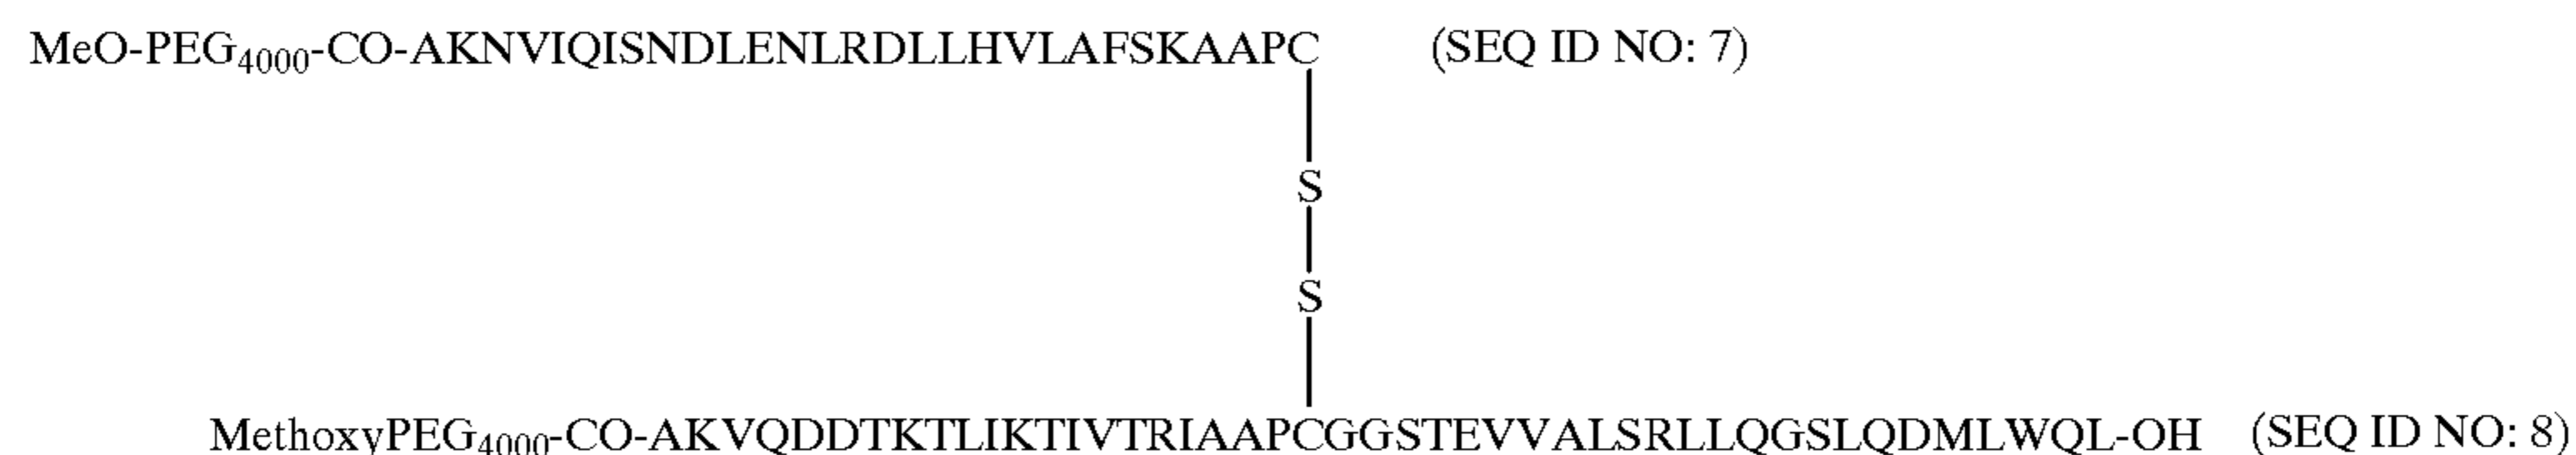 MeO-PEG4000-CO-AKNVIQISNDLENLRDLLHVLAFSKAAPC (SEQ ID NO: 7)
S
S
MethoxyPEG4000-CO-AKVQDDTKTLIKTIVTRIAAPCGGSTEVVALSRLLQGSLQDMLWQL-OH (SEQ ID NO: 8)